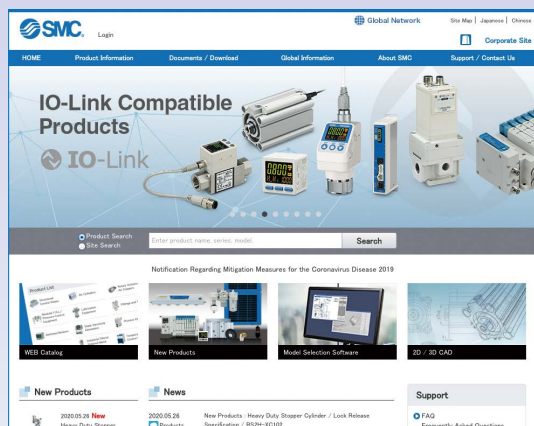 SMC.
Login
Global Network
Site Map | Japanese | Chinese
Corporate Site
HOME
Product Information
Documents / Download
Global Information
About SMC
Support / Contact Us
IO-Link Compatible
Products
IO-Link
Product Search
Site Search
Enter product name, series, model.
Search
Notification Regarding Mitigation Measures for the Coronavirus Disease 2019
Product List
WEB Catalog
New Products
Model Selection Software
2D / 3D CAD
New Products
News
Support
2020.05.26 New
Heavy Duty Stopper
2020.05.26
Products
New Products : Heavy Duty Stopper Cylinder / Lock Release
Specification / RS2H-XC102
FAQ
Frequently Asked Questions